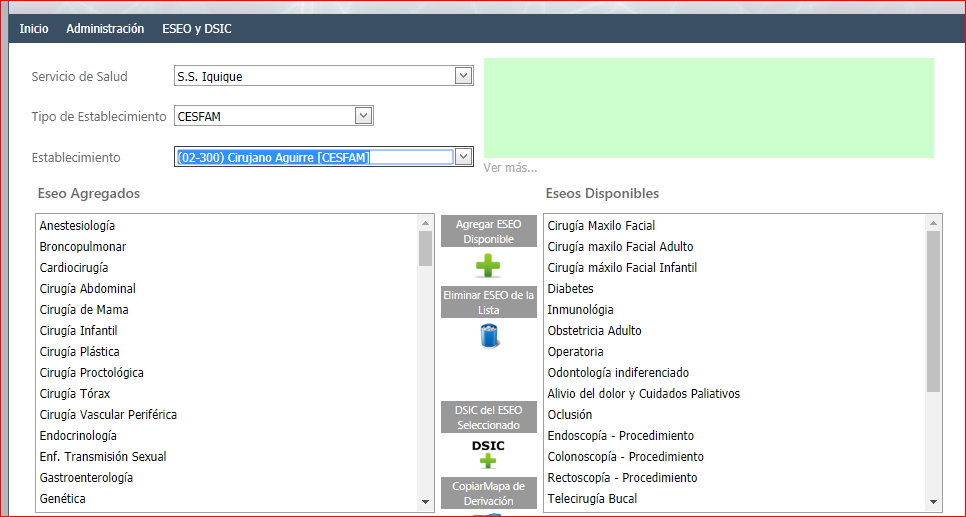 Inicio Administración ESEO y DSIC
Servicio de Salud S.S. Iquique
Tipo de Establecimiento CESFAM
Establecimiento (02-300) Cirujano Aguirre [CESFAM]
Ver más...
Eseo Agregados
Anestesiología
Broncopulmonar
Cardiocirugía
Cirugía Abdominal
Cirugía de Mama
Cirugía Infantil
Cirugía Plástica
Cirugía Proctológica
Cirugía Tórax
Cirugía Vascular Periférica
Endocrinología
Enf. Transmisión Sexual
Gastroenterología
Genética
Agregar ESEO
Disponible
Eliminar ESEO de la
Lista
DSIC del ESEO
Seleccionado
DSIC
CopiarMapa de
Derivación
Eseos Disponibles
Cirugía Maxilo Facial
Cirugía maxilo Facial Adulto
Cirugía máxilo Facial Infantil
Diabetes
Inmunológia
Obstetricia Adulto
Operatoria
Odontología indiferenciado
Alivio del dolor y Cuidados Paliativos
Oclusión
Endoscopía - Procedimiento
Colonoscopía - Procedimiento
Rectoscopía - Procedimiento
Telecirugía Bucal